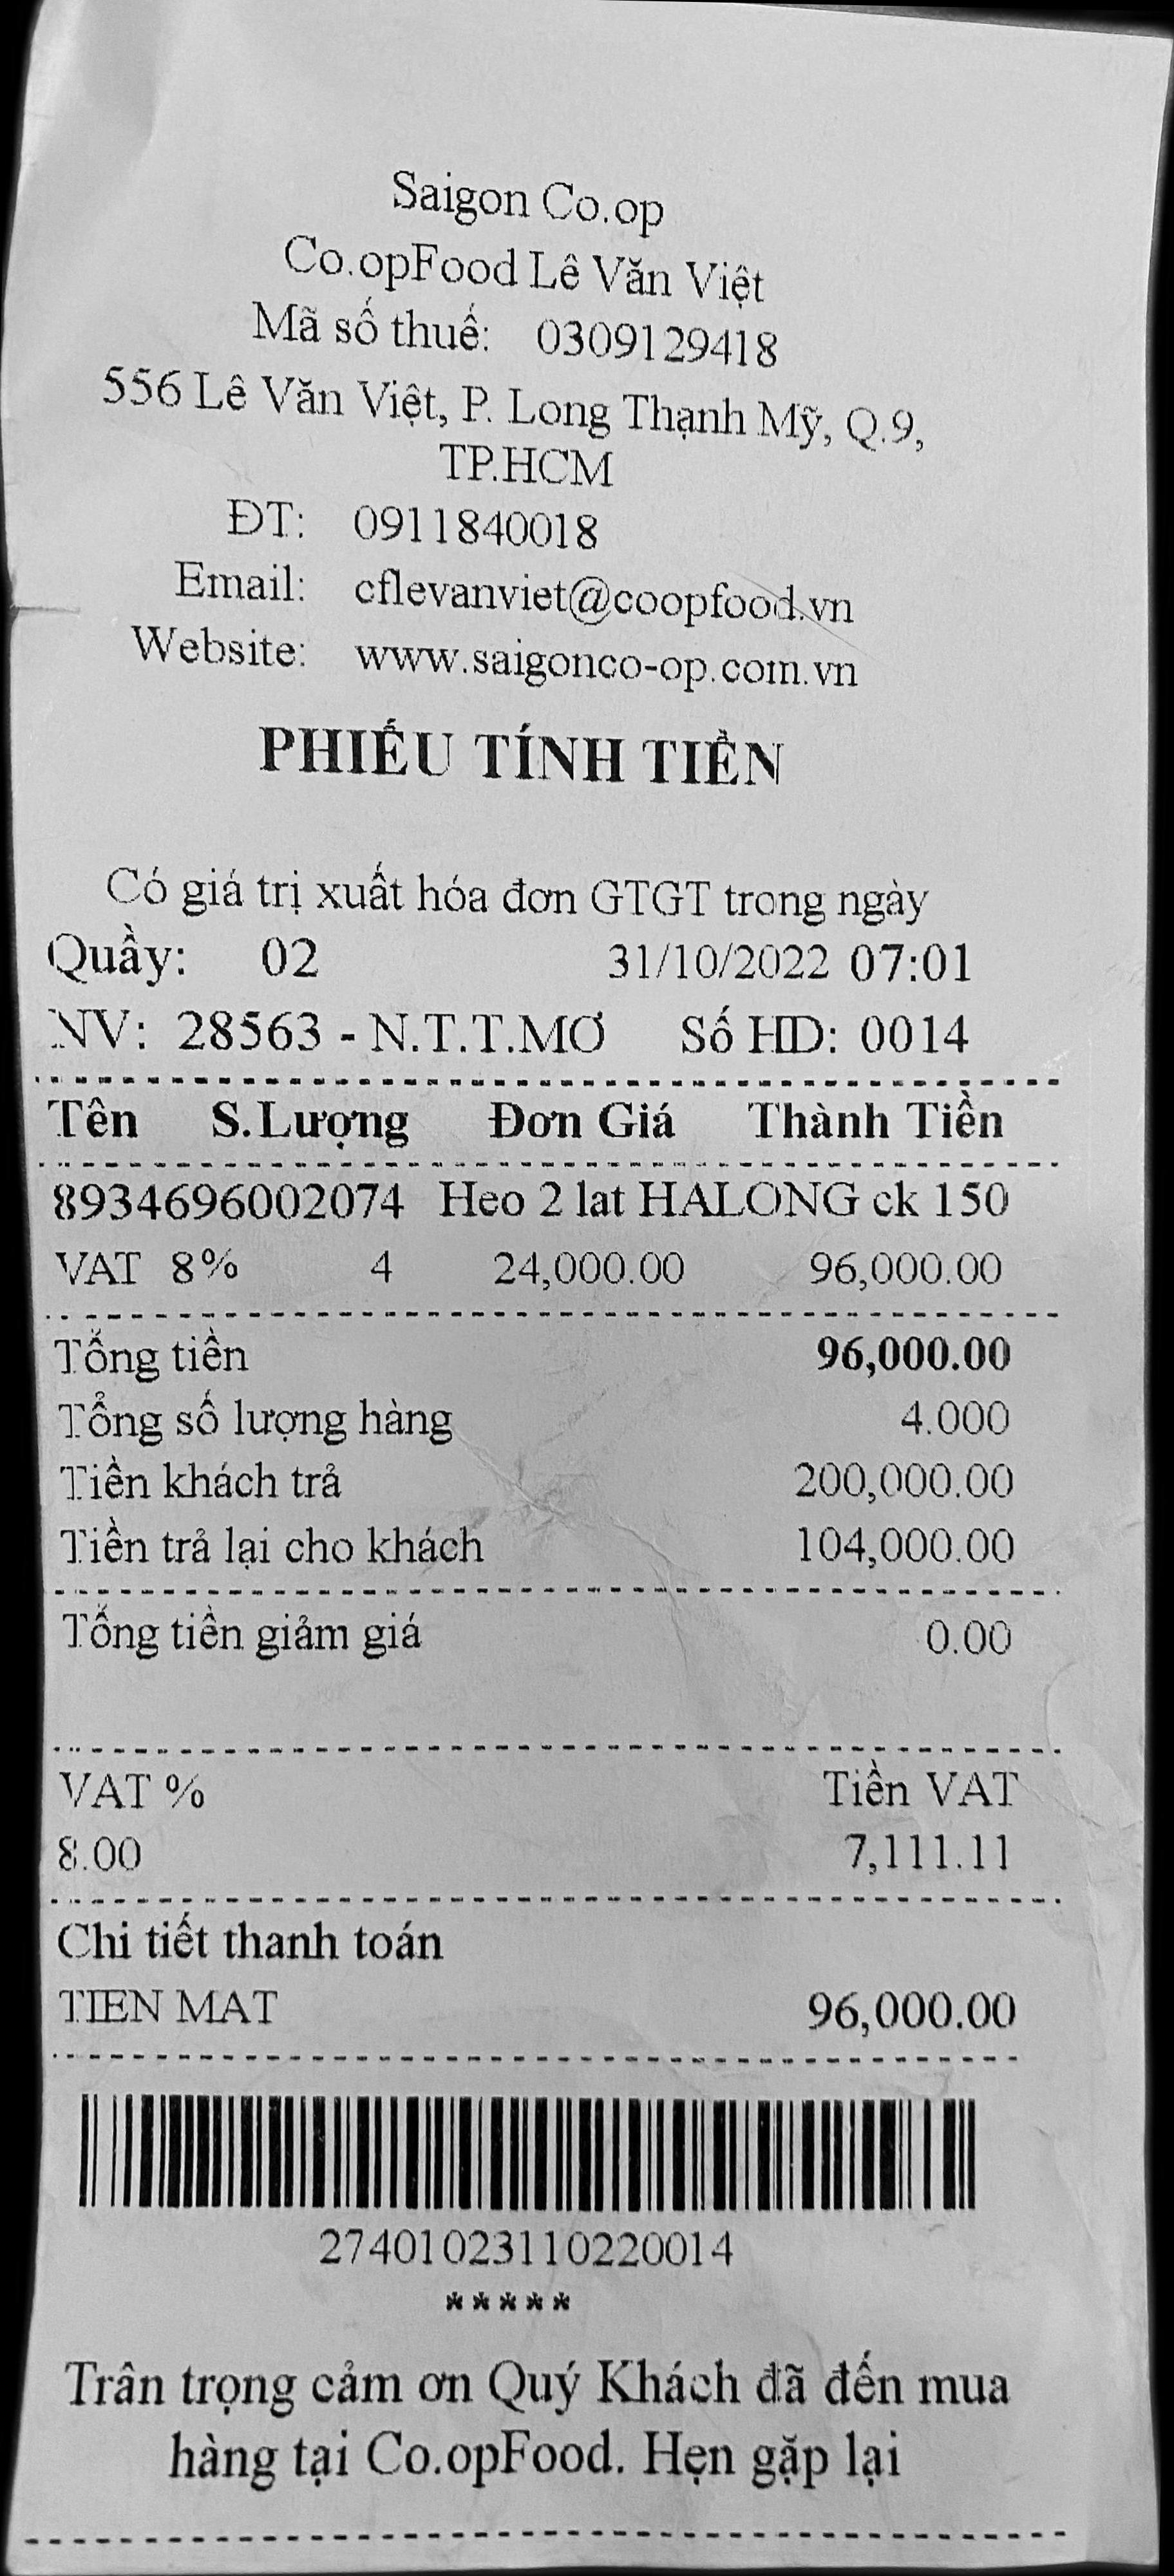 Saigon Co.op
Co.opFood Lê Văn Việt
Mã số thuế: 0309129418
556 Lê Văn Việt, P. Long Thạnh Mỹ, Q.9,
TP.HCM
ĐT: 0911840018
Email: cflevanviet@coopfood.vn
Website: www.saigonco-op.com.vn
PHIẾU TÍNH TIỀN
Có giá trị xuất hóa đơn GTGT trong ngày
Quầy: 02 31/10/2022 07:01
NV: 28563 - N.T.T.MƠ Số HD: 0014
Tên S.Lượng Đơn Giá Thành Tiền
8934696002074 Heo 2 lat HALONG ck 150
VAT 8% 4 24,000.00 96,000.00
Tổng tiền 96,000.00
Tổng số lượng hàng 4.000
Tiền khách trả 200,000.00
Tiền trả lại cho khách 104,000.00
Tổng tiền giảm giá 0.00
VAT % Tiền VAT
8.00 7,111.11
Chi tiết thanh toán
TIEN MAT 96,000.00
27401023110220014
*****
Trân trọng cảm ơn Quý Khách đã đến mua
hàng tại Co.opFood. Hẹn gặp lại